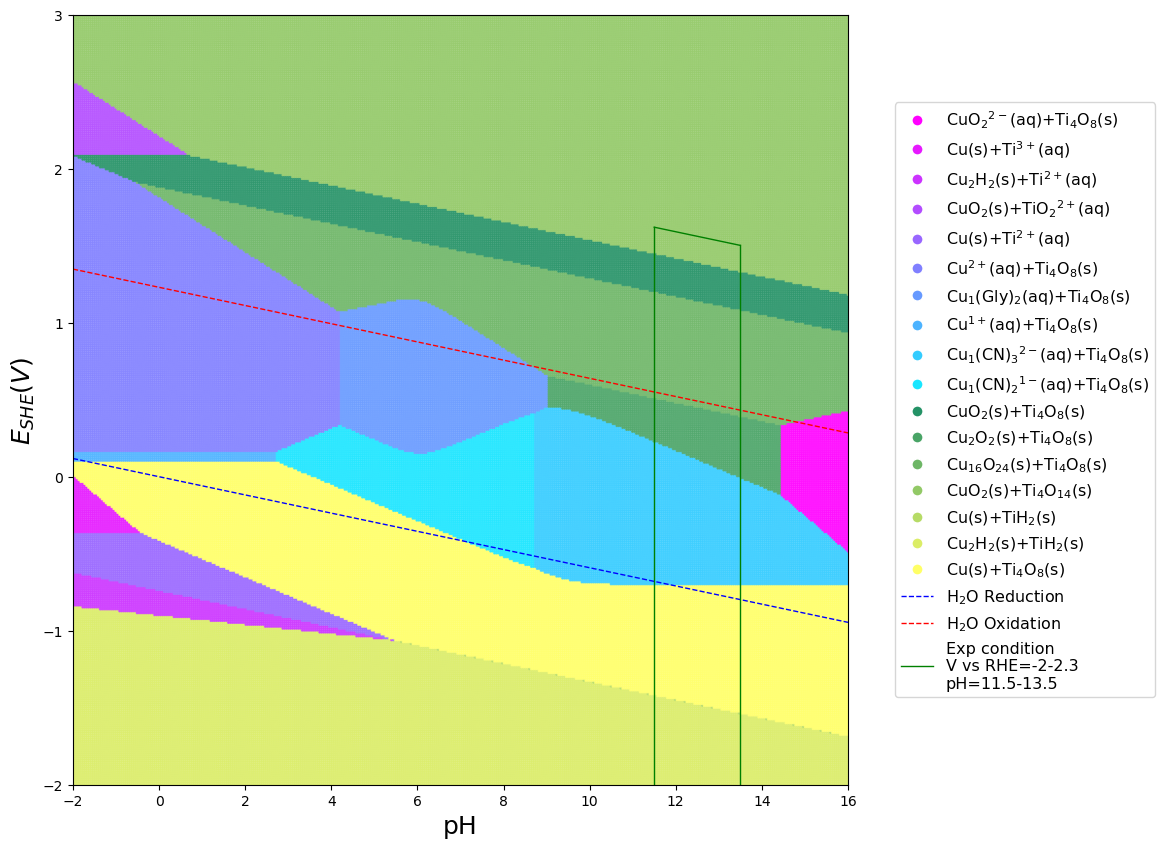 3
2
1
0
−1
−2
−2
0
2
4
6
8
10
12
14
16
E_SHE(V)
pH
CuO₂²⁻(aq)+Ti₄O₈(s)
Cu(s)+Ti³⁺(aq)
Cu₂H₂(s)+Ti²⁺(aq)
CuO₂(s)+TiO₂²⁺(aq)
Cu(s)+Ti²⁺(aq)
Cu²⁺(aq)+Ti₄O₈(s)
Cu₁(Gly)₂(aq)+Ti₄O₈(s)
Cu¹⁺(aq)+Ti₄O₈(s)
Cu₁(CN)₃²⁻(aq)+Ti₄O₈(s)
Cu₁(CN)₂¹⁻(aq)+Ti₄O₈(s)
CuO₂(s)+Ti₄O₈(s)
Cu₂O₂(s)+Ti₄O₈(s)
Cu₁₆O₂₄(s)+Ti₄O₈(s)
CuO₂(s)+Ti₄O₁₄(s)
Cu(s)+TiH₂(s)
Cu₂H₂(s)+TiH₂(s)
Cu(s)+Ti₄O₈(s)
H₂O Reduction
H₂O Oxidation
Exp condition
V vs RHE=-2-2.3
pH=11.5-13.5